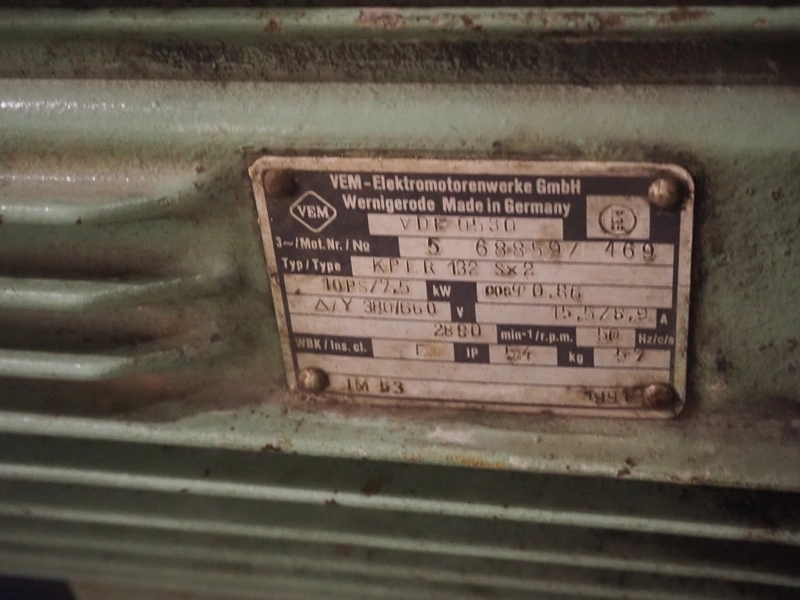 VEM-Elektromotorenwerke GmbH
Wernigerode Made in Germany
VEM
VDE 0530
3~/Mot.Nr./No 5 68859/ 169
Typ/Type KPER 132 Sx2
10PS/7,5 kW cosφ 0,86
Δ/Y 380/660 V 15,5/8,9 A
2880 min-1/r.p.m. 50 Hz/c/s
WBK/Ins. cl. IP 54 kg 57
IM B3 1991